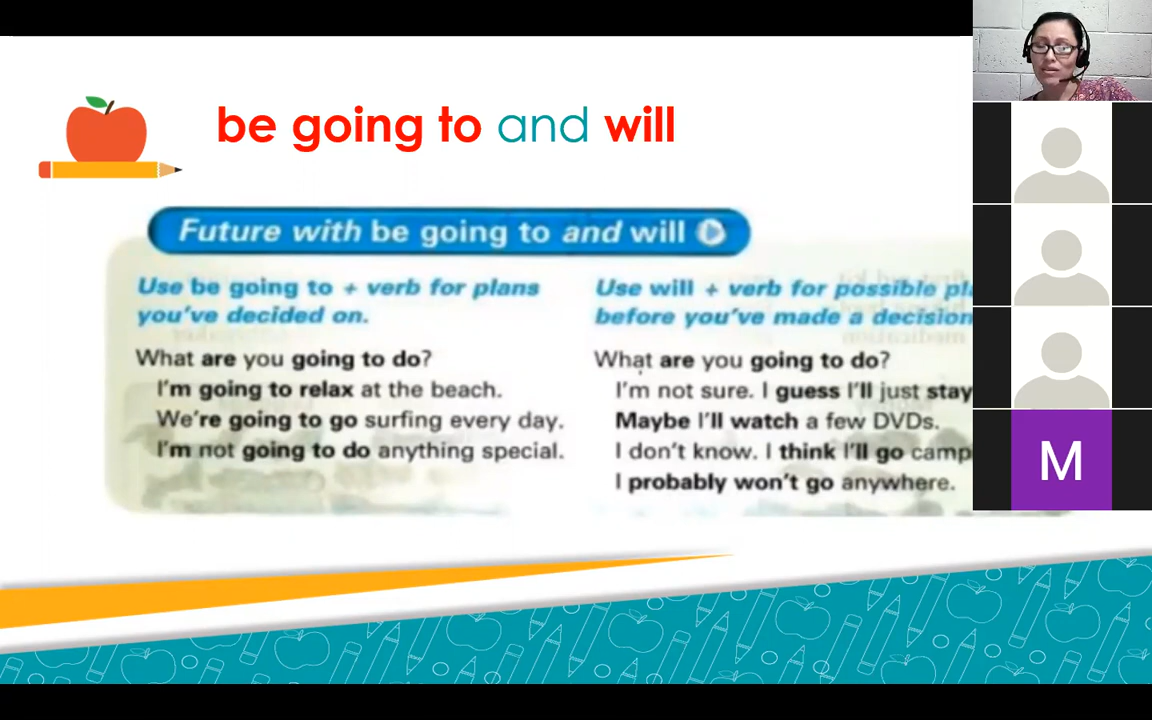 be going to and will
Future with be going to and will
Use be going to + verb for plans
you've decided on.
What are you going to do?
I'm going to relax at the beach.
We're going to go surfing every day.
I'm not going to do anything special.
Use will + verb for possible
before you've made a decision
What are you going to do?
I'm not sure. I guess I'll just stay
Maybe I'll watch a few DVDs.
I don't know. I think I'll go camp
I probably won't go anywhere.
M